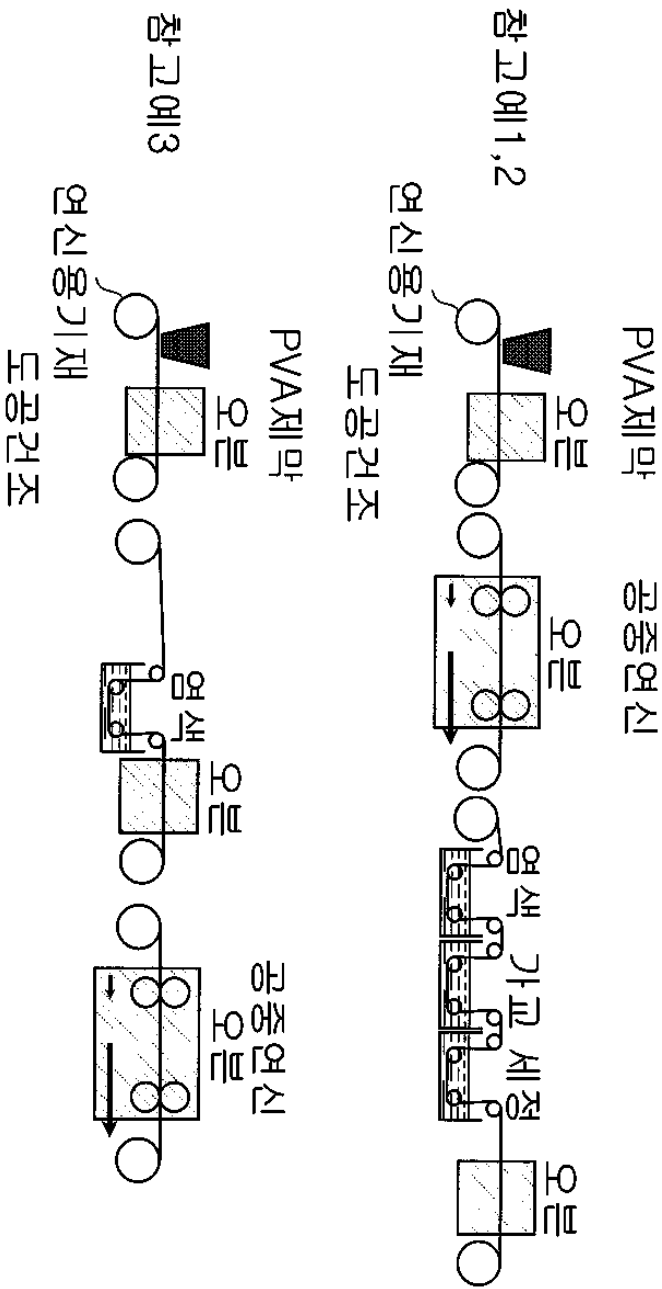 참고예1,2
PVA제막
공중연신
오븐
오븐
염색
가교
세정
오븐
연신용기재
도공건조
참고예3
PVA제막
오븐
염색
오븐
공중연신
오븐
연신용기재
도공건조